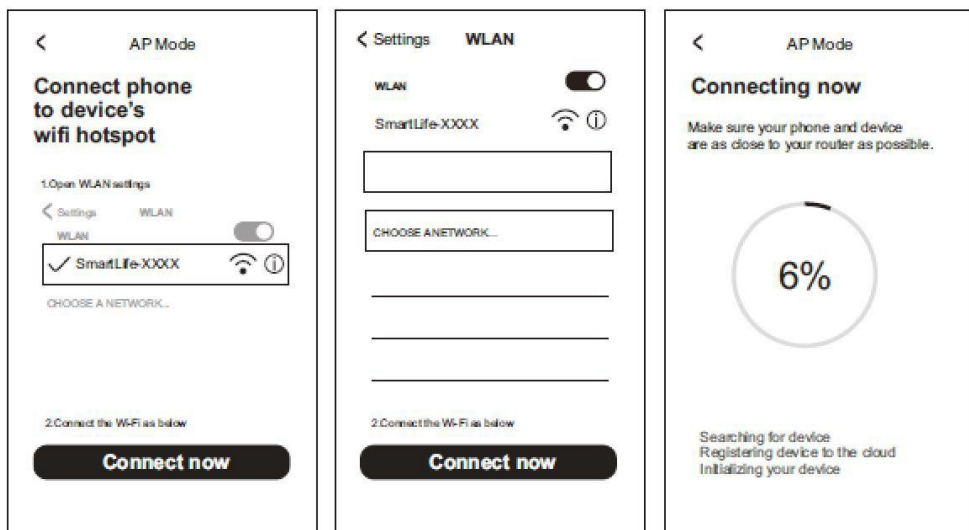 AP Mode
Connect phone
to device's
wifi hotspot
1.Open WLAN settings
Settings WLAN
WLAN
SmartLife-XXXX
CHOOSE A NETWORK...
2.Connect the Wi-Fi as below
Connect now
Settings WLAN
WLAN
SmartLife-XXXX
CHOOSE ANETWORK...
2.Connect the Wi-Fi as below
Connect now
AP Mode
Connecting now
Make sure your phone and device
are as close to your router as possible.
6%
Searching for device
Registering device to the cloud
Initializing your device